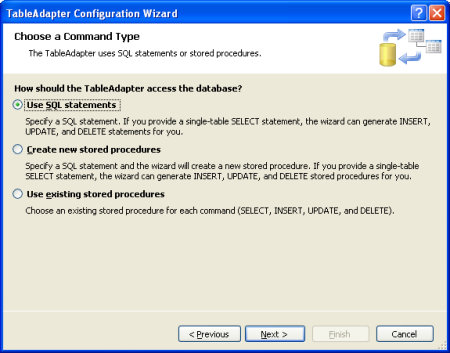 TableAdapter Configuration Wizard
Choose a Command Type
The TableAdapter uses SQL statements or stored procedures.
How should the TableAdapter access the database?
Use SQL statements
Specify a SQL statement. If you provide a single-table SELECT statement, the wizard can generate INSERT,
UPDATE, and DELETE statements for you.
Create new stored procedures
Specify a SQL statement and the wizard will create a new stored procedure. If you provide a single-table
SELECT statement, the wizard can generate INSERT, UPDATE, and DELETE stored procedures for you.
Use existing stored procedures
Choose an existing stored procedure for each command (SELECT, INSERT, UPDATE, and DELETE).
< Previous Next > Finish Cancel